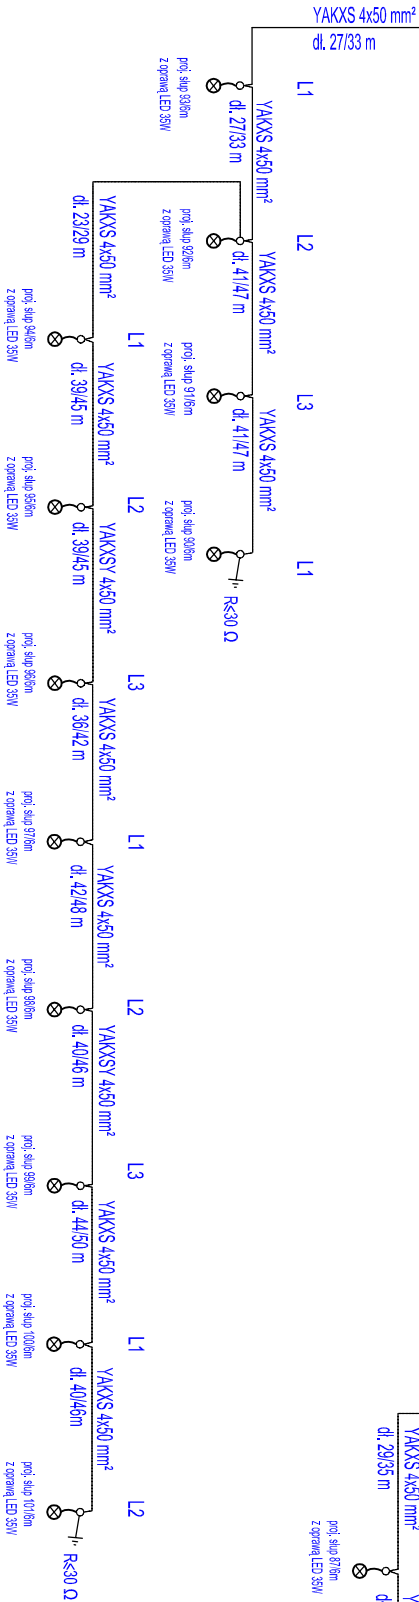 YAKXS 4x50 mm²
dł. 27/33 m
L1
YAKXS 4x50 mm²
dł. 27/33 m
proj. słup 93/6m
z oprawą LED 35W
L2
YAKXS 4x50 mm²
dł. 41/47 m
proj. słup 92/6m
z oprawą LED 35W
L3
YAKXS 4x50 mm²
dł. 41/47 m
proj. słup 91/6m
z oprawą LED 35W
L1
proj. słup 90/6m
z oprawą LED 35W
R≤30 Ω
YAKXS 4x50 mm²
dł. 23/29 m
L1
YAKXS 4x50 mm²
dł. 39/45 m
proj. słup 94/6m
z oprawą LED 35W
L2
YAKXSY 4x50 mm²
dł. 39/45 m
proj. słup 95/6m
z oprawą LED 35W
L3
YAKXS 4x50 mm²
dł. 36/42 m
proj. słup 96/6m
z oprawą LED 35W
L1
YAKXS 4x50 mm²
dł. 42/48 m
proj. słup 97/6m
z oprawą LED 35W
L2
YAKXSY 4x50 mm²
dł. 40/46 m
proj. słup 98/6m
z oprawą LED 35W
L3
YAKXS 4x50 mm²
dł. 44/50 m
proj. słup 99/6m
z oprawą LED 35W
L1
YAKXS 4x50 mm²
dł. 40/46m
proj. słup 100/6m
z oprawą LED 35W
L2
proj. słup 101/6m
z oprawą LED 35W
R≤30 Ω
YAKXS 4x50 mm²
dł. 29/35 m
proj. słup 87/6m
z oprawą LED 35W